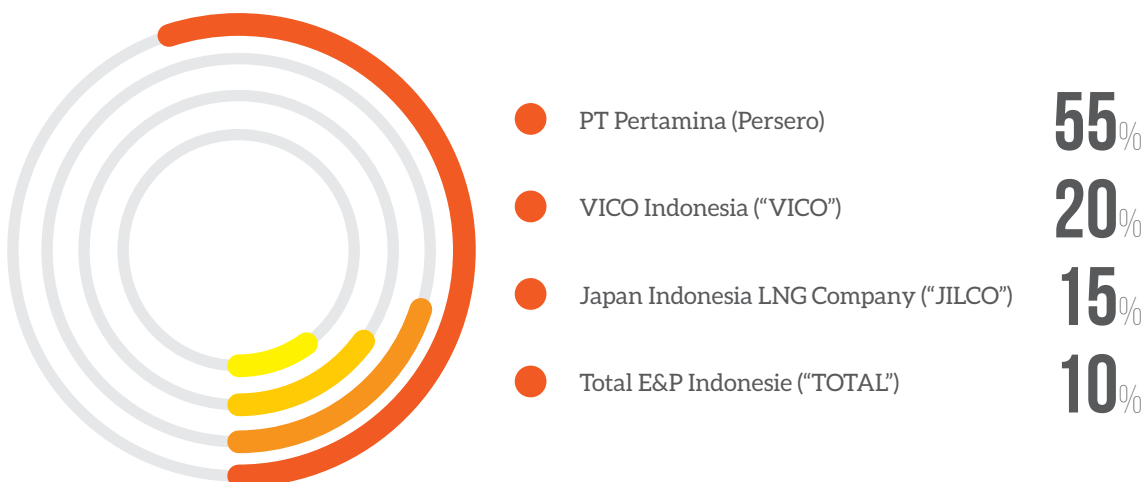 PT Pertamina (Persero) 55%
VICO Indonesia (“VICO”) 20%
Japan Indonesia LNG Company (“JILCO”) 15%
Total E&P Indonesie (“TOTAL”) 10%